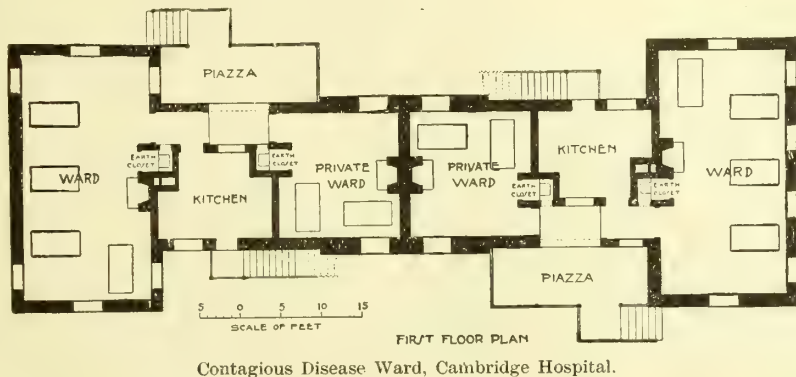 PIAZZA
EARTH
CLOSET
EARTH
CLOSET
WARD
KITCHEN
PRIVATE
WARD
PRIVATE
WARD
KITCHEN
EARTH
CLOSET
EARTH
CLOSET
WARD
PIAZZA
5 0 5 10 15
SCALE OF FEET
FIRST FLOOR PLAN
Contagious Disease Ward, Cambridge Hospital.